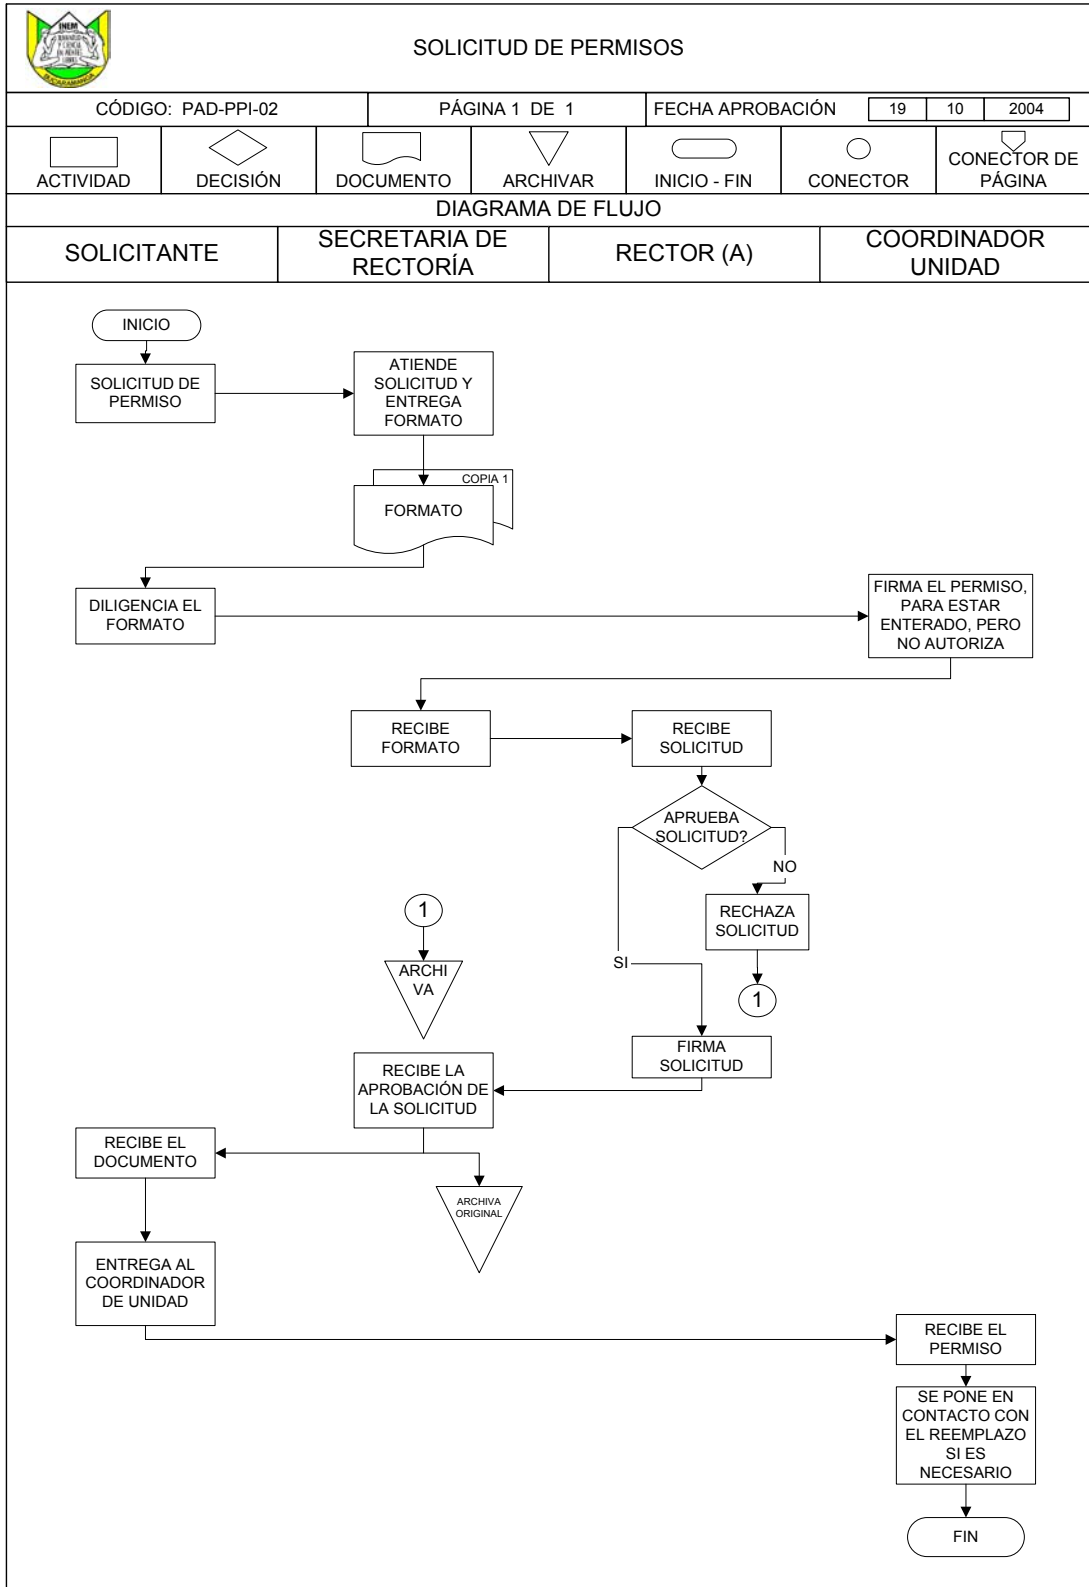 INEM
BUCARAMANGA
SOLICITUD DE PERMISOS
CÓDIGO: PAD-PPI-02
PÁGINA 1 DE 1
FECHA APROBACIÓN
19
10
2004
ACTIVIDAD
DECISIÓN
DOCUMENTO
ARCHIVAR
INICIO - FIN
CONECTOR
CONECTOR DE
PÁGINA
DIAGRAMA DE FLUJO
SOLICITANTE
SECRETARIA DE
RECTORÍA
RECTOR (A)
COORDINADOR
UNIDAD
INICIO
SOLICITUD DE
PERMISO
ATIENDE
SOLICITUD Y
ENTREGA
FORMATO
COPIA 1
FORMATO
DILIGENCIA EL
FORMATO
FIRMA EL PERMISO,
PARA ESTAR
ENTERADO, PERO
NO AUTORIZA
RECIBE
FORMATO
RECIBE
SOLICITUD
APRUEBA
SOLICITUD?
NO
RECHAZA
SOLICITUD
1
ARCHI
VA
SI
1
FIRMA
SOLICITUD
RECIBE LA
APROBACIÓN DE
LA SOLICITUD
RECIBE EL
DOCUMENTO
ARCHIVA
ORIGINAL
ENTREGA AL
COORDINADOR
DE UNIDAD
RECIBE EL
PERMISO
SE PONE EN
CONTACTO CON
EL REEMPLAZO
SI ES
NECESARIO
FIN